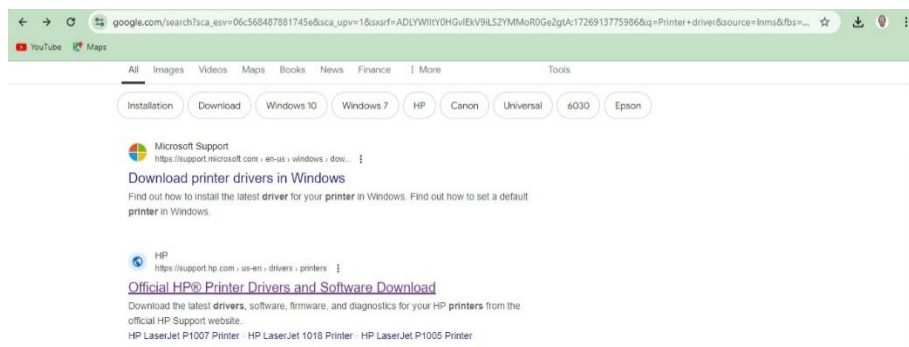 google.com/search?sca_esv=06c568487881745e&sca_upv=1&sxsrf=ADLYWIItY0HGvIEkV9iLS2YMMoR0Ge2gtA:1726913775986&q=Printer+driver&source=lnms&fbs=...
YouTube Maps
All Images Videos Maps Books News Finance More Tools
Installation Download Windows 10 Windows 7 HP Canon Universal 6030 Epson
Microsoft Support
https://support.microsoft.com › en-us › windows › dow...
Download printer drivers in Windows
Find out how to install the latest driver for your printer in Windows. Find out how to set a default
printer in Windows.
HP
https://support.hp.com › us-en › drivers › printers
Official HP® Printer Drivers and Software Download
Download the latest drivers, software, firmware, and diagnostics for your HP printers from the
official HP Support website.
HP LaserJet P1007 Printer · HP LaserJet 1018 Printer · HP LaserJet P1005 Printer